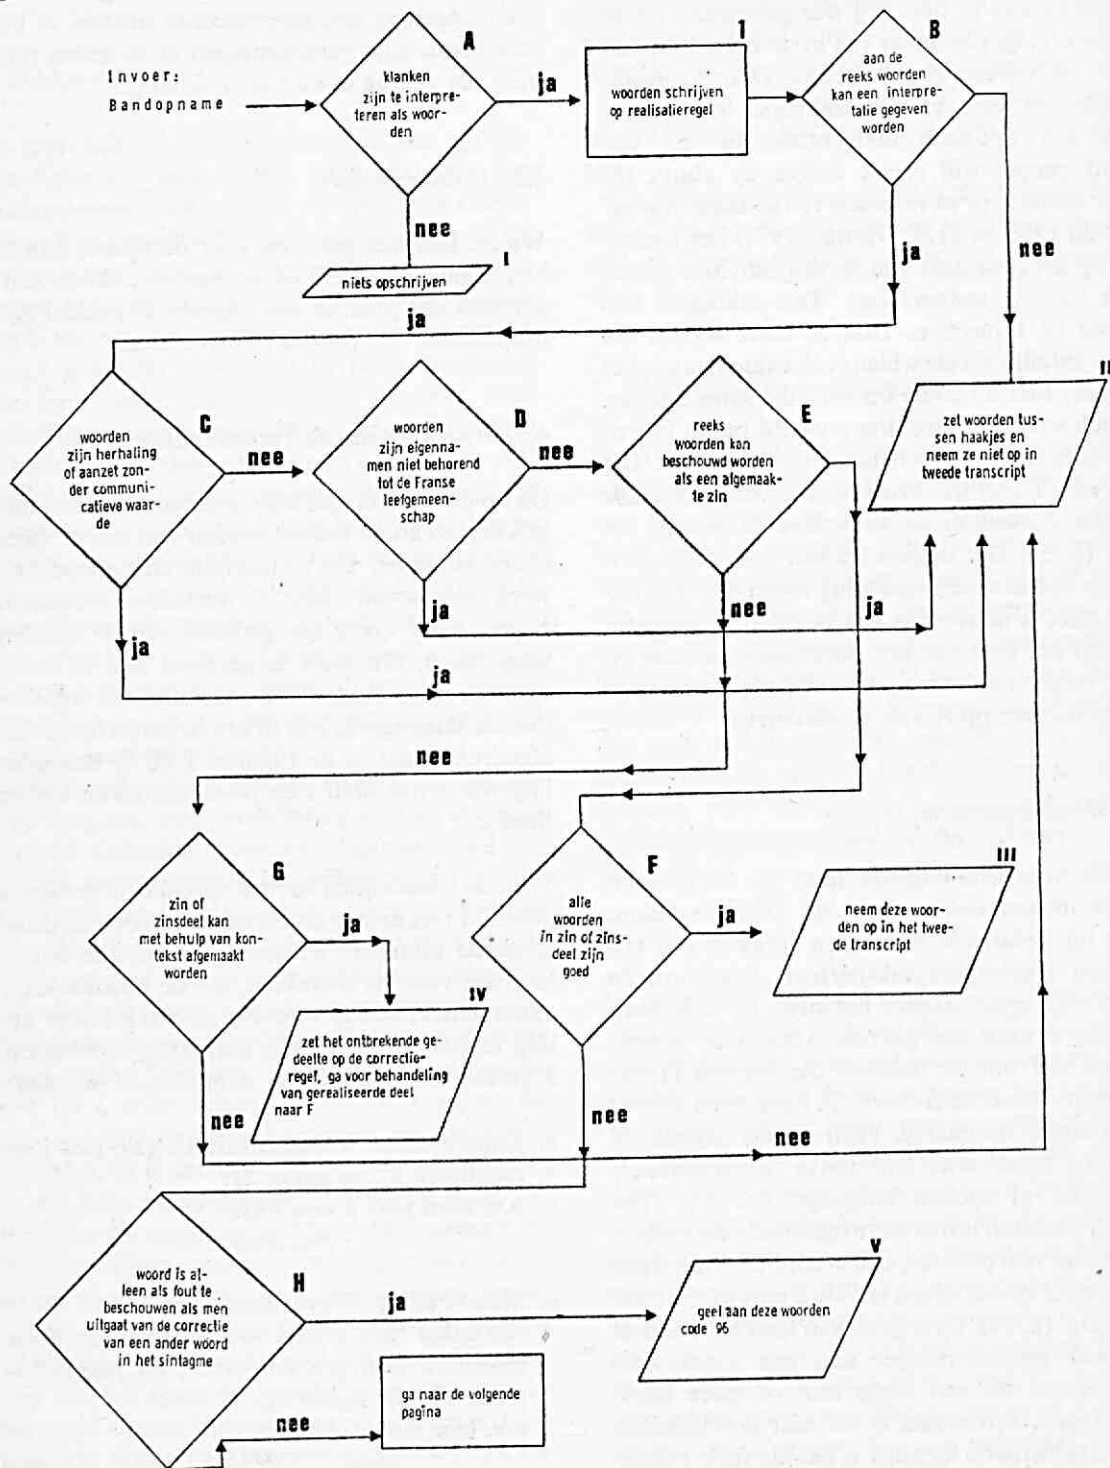 A
I
B
Invoer:
Bandopname
klanken
zijn te interpre-
teren als woor-
den
ja
woorden schrijven
op realisatieregel
aan de
reeks woorden
kan een interpre-
tatie gegeven
worden
nee
I
niets opschrijven
ja
nee
ja
C
woorden
zijn herhaling
of aanzet zon-
der communi-
catieve waar-
de
nee
D
woorden
zijn eigenna-
men niet behorend
tot de Franse
leefgemeen-
schap
nee
E
reeks
woorden kan
beschouwd worden
als een afgemaak-
te zin
II
zet woorden tus-
sen haakjes en
neem ze niet op in
tweede transcript
ja
nee
ja
ja
ja
nee
G
zin of
zinsdeel kan
met behulp van kon-
tekst afgemaakt
worden
ja
F
alle
woorden
in zin of zins-
deel zijn
goed
ja
III
neem deze woor-
den op in het twee-
de transcript
IV
zet het ontbrekende ge-
deelte op de correctie-
regel, ga voor behandeling
van gerealiseerde deel
naar F
nee
nee
nee
H
woord is al-
leen als fout te
beschouwen als men
uitgaat van de correctie
van een ander woord
in het sintagme
ja
V
geef aan deze woorden
code 96
nee
ga naar de volgende
pagina